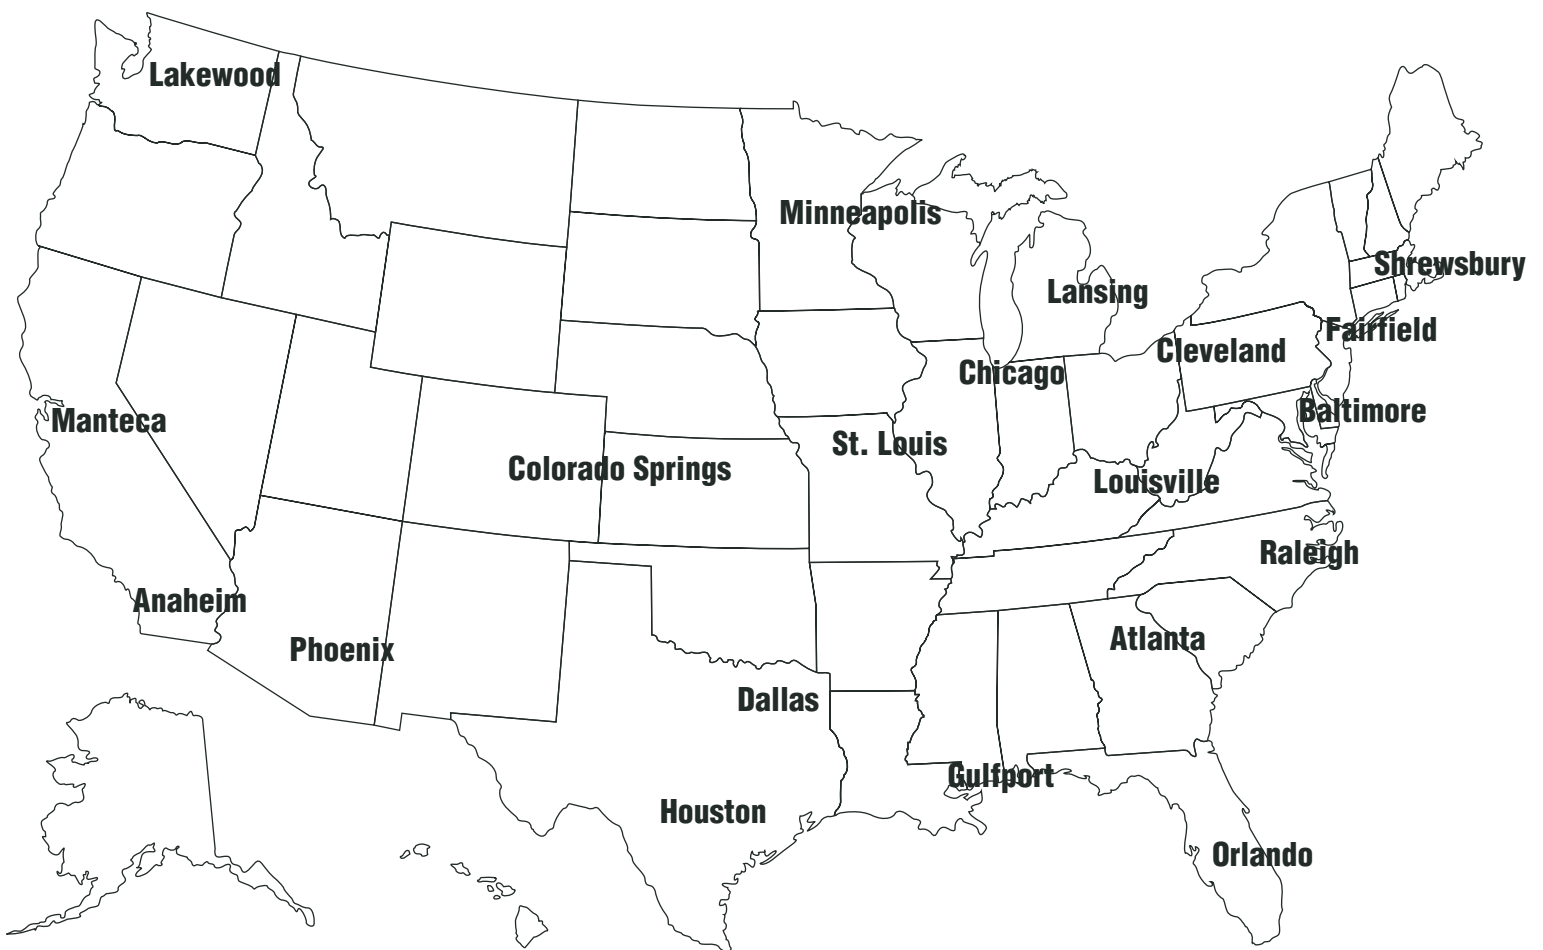 Lakewood
Minneapolis
Shrewsbury
Lansing
Fairfield
Cleveland
Chicago
Baltimore
Manteca
St. Louis
Colorado Springs
Louisville
Raleigh
Anaheim
Atlanta
Phoenix
Dallas
Gulfport
Houston
Orlando